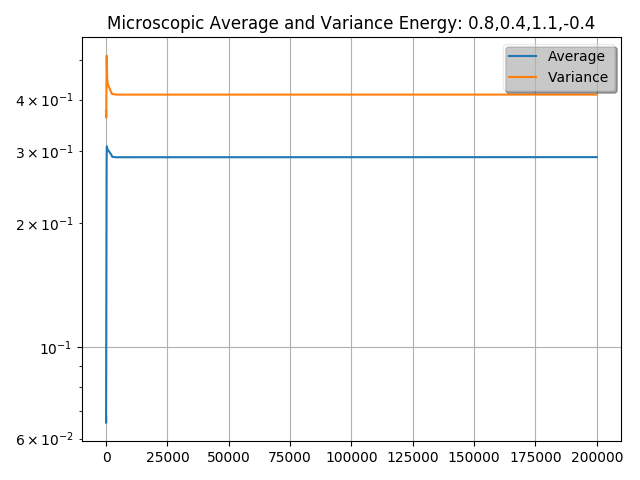 Microscopic Average and Variance Energy: 0.8,0.4,1.1,-0.4
Average
Variance
4 × 10⁻¹
3 × 10⁻¹
2 × 10⁻¹
10⁻¹
6 × 10⁻²
0 25000 50000 75000 100000 125000 150000 175000 200000